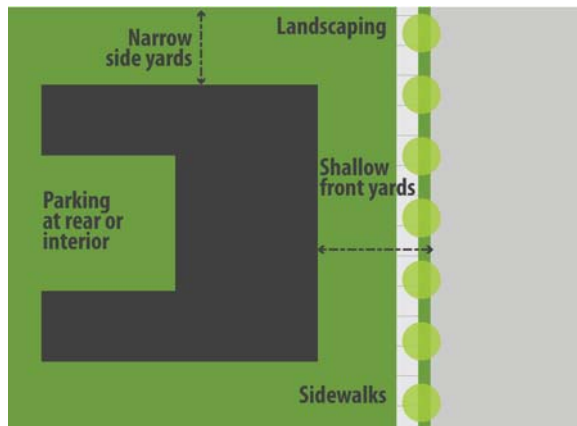 Landscaping
Narrow
side yards
Shallow
front yards
Parking
at rear or
interior
Sidewalks